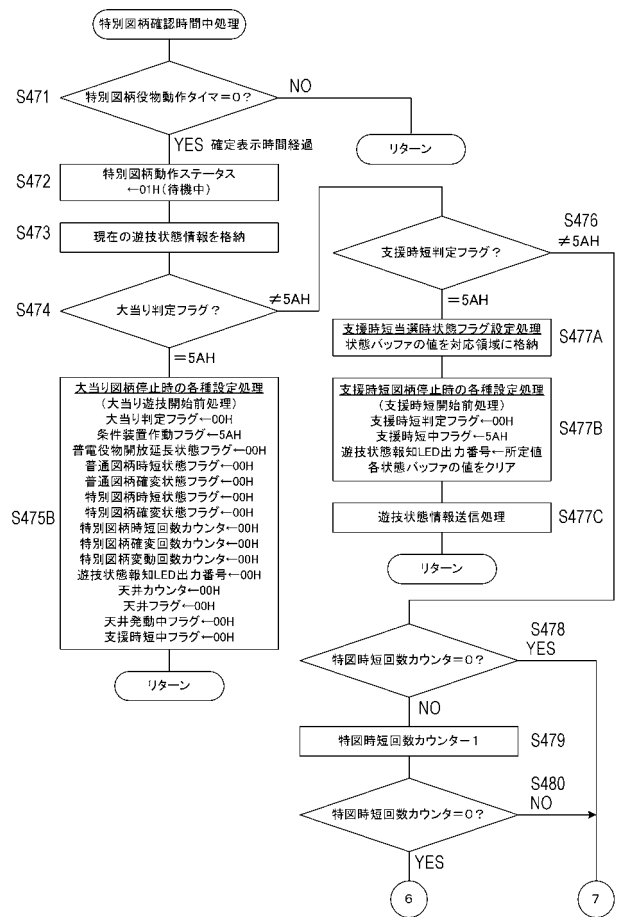 特別図柄確認時間中処理
S471
特別図柄役物動作タイマ=0?
NO
リターン
YES 確定表示時間経過
S472
特別図柄動作ステータス
←01H(待機中)
S473
現在の遊技状態情報を格納
S474
大当り判定フラグ?
≠5AH
=5AH
S475B
大当り図柄停止時の各種設定処理
(大当り遊技開始前処理)
大当り判定フラグ←00H
条件装置作動フラグ←5AH
普電役物開放延長状態フラグ←00H
普通図柄時短状態フラグ←00H
普通図柄確変状態フラグ←00H
特別図柄時短状態フラグ←00H
特別図柄確変状態フラグ←00H
特別図柄時短回数カウンタ←00H
特別図柄確変回数カウンタ←00H
特別図柄変動回数カウンタ←00H
遊技状態報知LED出力番号←00H
天井カウンタ←00H
天井フラグ←00H
天井発動中フラグ←00H
支援時短中フラグ←00H
リターン
S476
支援時短判定フラグ?
≠5AH
=5AH
支援時短当選時状態フラグ設定処理
状態バッファの値を対応領域に格納
S477A
支援時短図柄停止時の各種設定処理
(支援時短開始前処理)
支援時短判定フラグ←00H
支援時短中フラグ←5AH
遊技状態報知LED出力番号←所定値
各状態バッファの値をクリア
S477B
遊技状態情報送信処理
S477C
リターン
S478
特図時短回数カウンタ=0?
YES
NO
特図時短回数カウンター1
S479
S480
特図時短回数カウンタ=0?
NO
YES
6
7